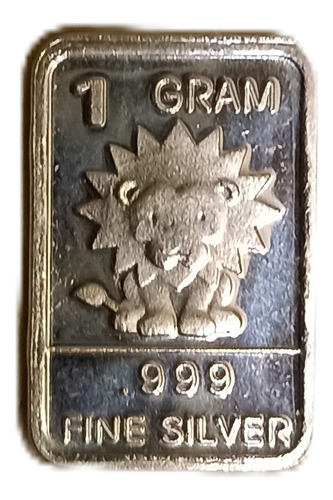 1 GRAM
.999
FINE SILVER